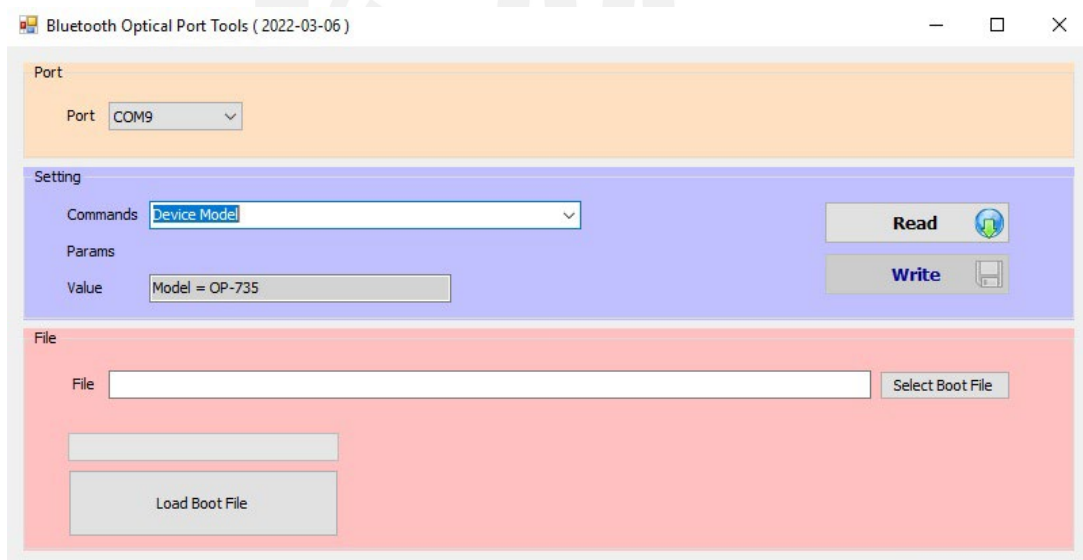 Bluetooth Optical Port Tools ( 2022-03-06 )
Port
Port COM9
Setting
Commands Device Model
Read
Params
Write
Value Model = OP-735
File
File Select Boot File
Load Boot File